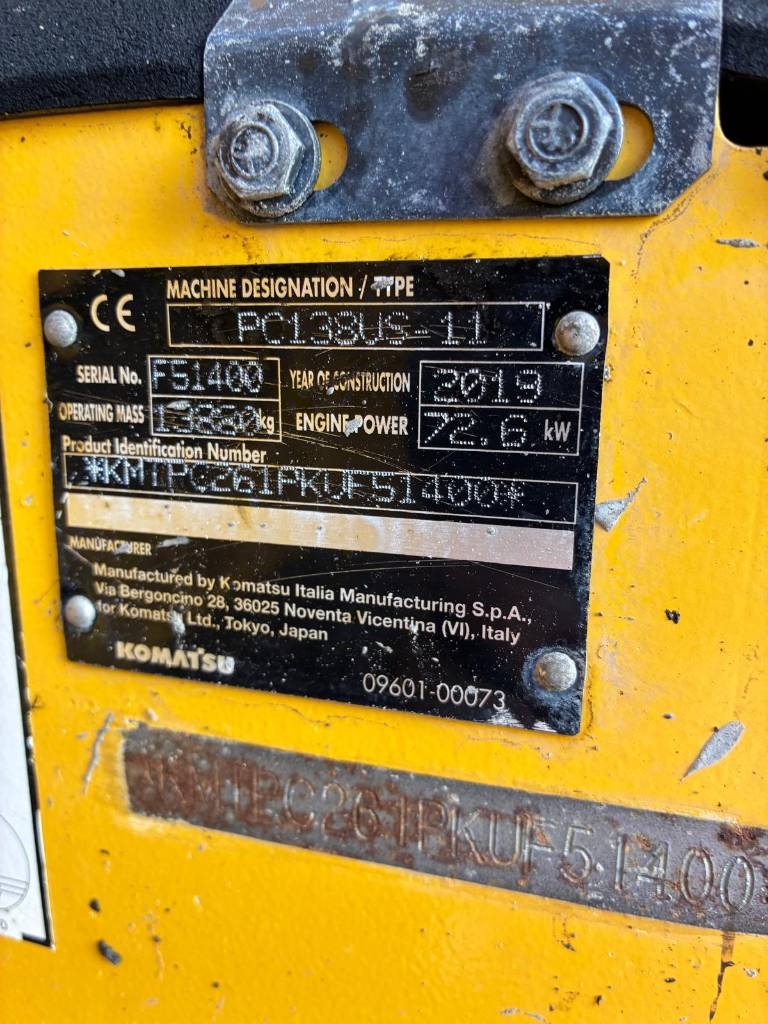 CE
MACHINE DESIGNATION / TYPE
PC138US-11
SERIAL No. F51400 YEAR OF CONSTRUCTION 2019
OPERATING MASS 13880 kg ENGINE POWER 72.6 kW
Product Identification Number
*KMTPC261PKUF51400*
MANUFACTURER
Manufactured by Komatsu Italia Manufacturing S.p.A.,
Via Bergoncino 28, 36025 Noventa Vicentina (VI), Italy
for Komatsu Ltd., Tokyo, Japan
KOMATSU
09601-00073
*KMTPC261PKUF51400*